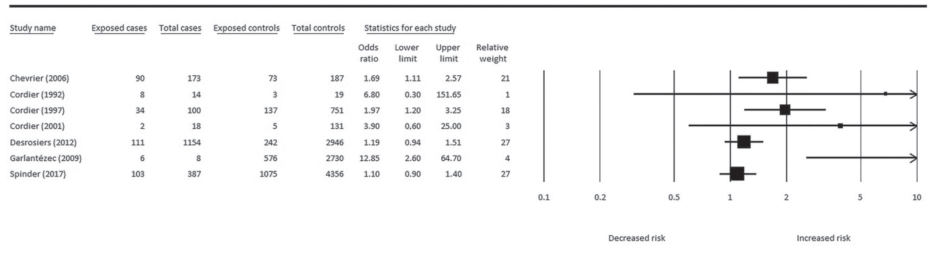 Study name Exposed cases Total cases Exposed controls Total controls Statistics for each study
Odds ratio Lower limit Upper limit Relative weight
Chevrier (2006) 90 173 73 187 1.69 1.11 2.57 21
Cordier (1992) 8 14 3 19 6.80 0.30 151.65 1
Cordier (1997) 34 100 137 751 1.97 1.20 3.25 18
Cordier (2001) 2 18 5 131 3.90 0,60 25.00 3
Desrosiers (2012) 111 1154 242 2946 1.19 0.94 1.51 27
Garlantézec (2009) 6 8 576 2730 12.85 2.60 64.70 4
Spinder (2017) 103 387 1075 4356 1.10 0.90 1.40 27
0.1 0.2 0.5 1 2 5 10
Decreased risk Increased risk